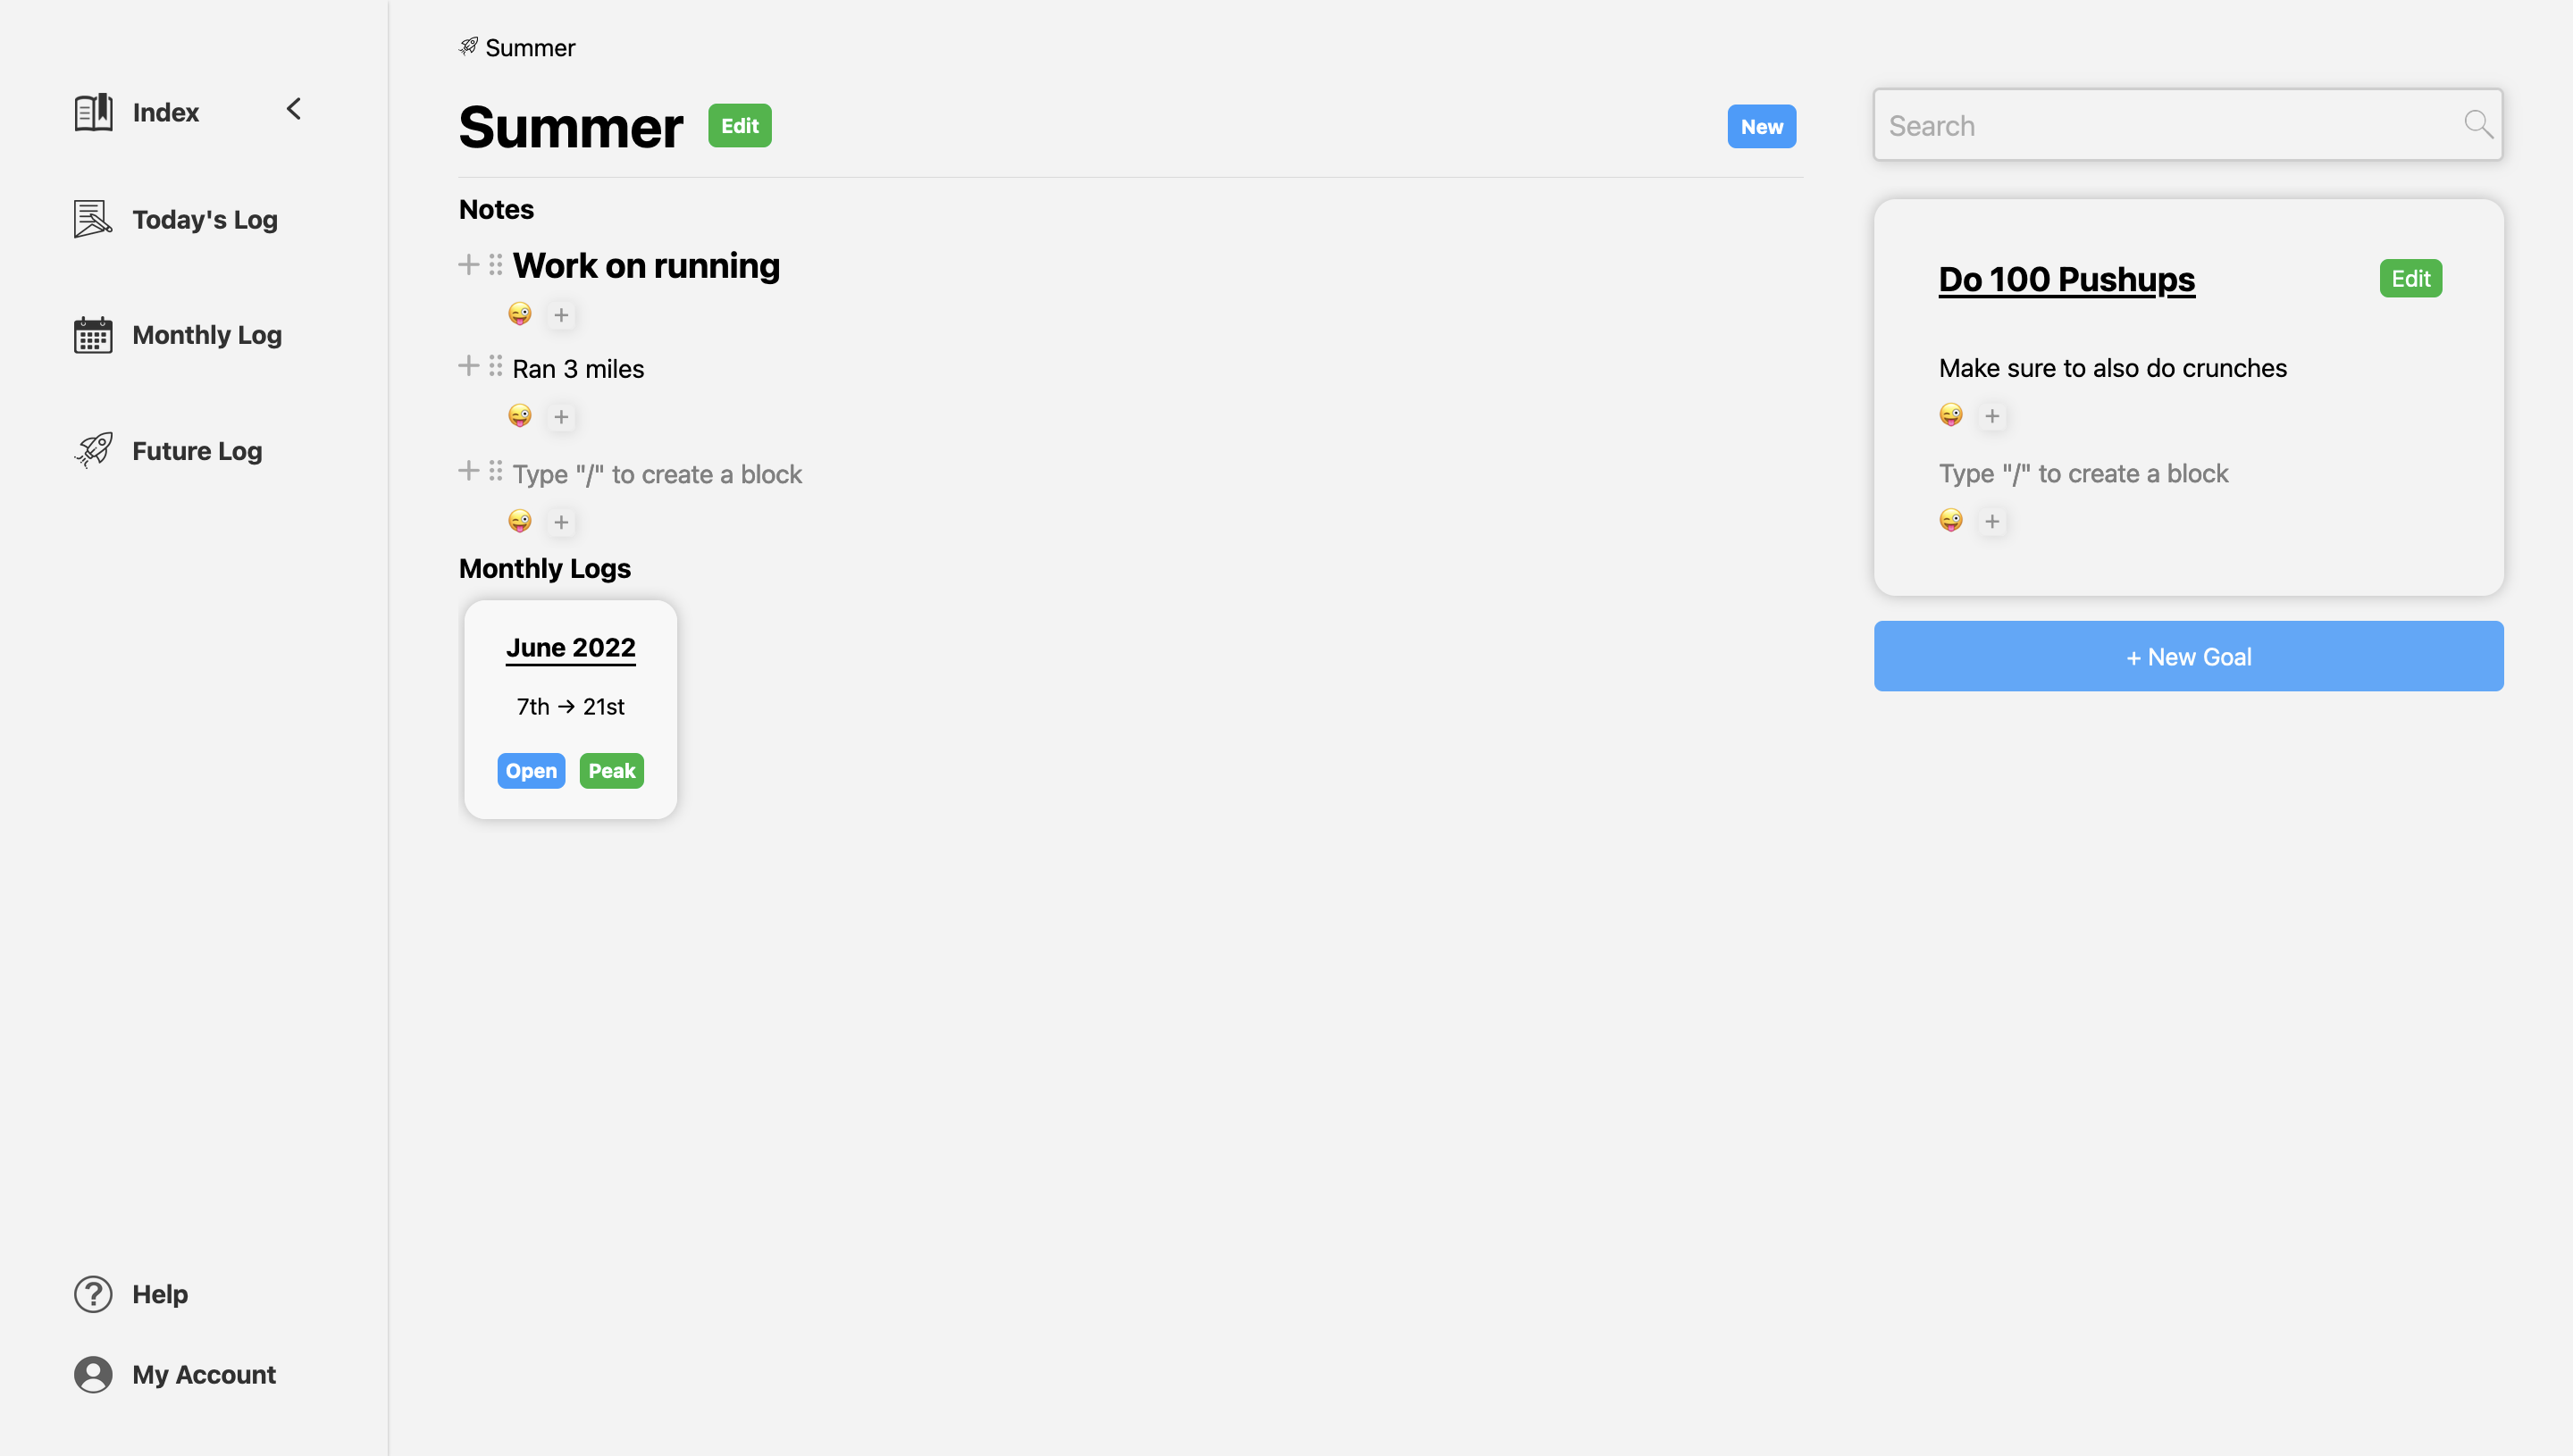 Index
Today's Log
Monthly Log
Future Log
Help
My Account
Summer
Summer Edit New
Notes
Work on running
Ran 3 miles
Type "/" to create a block
Monthly Logs
June 2022
7th → 21st
Open Peak
Search
Do 100 Pushups Edit
Make sure to also do crunches
Type "/" to create a block
+ New Goal